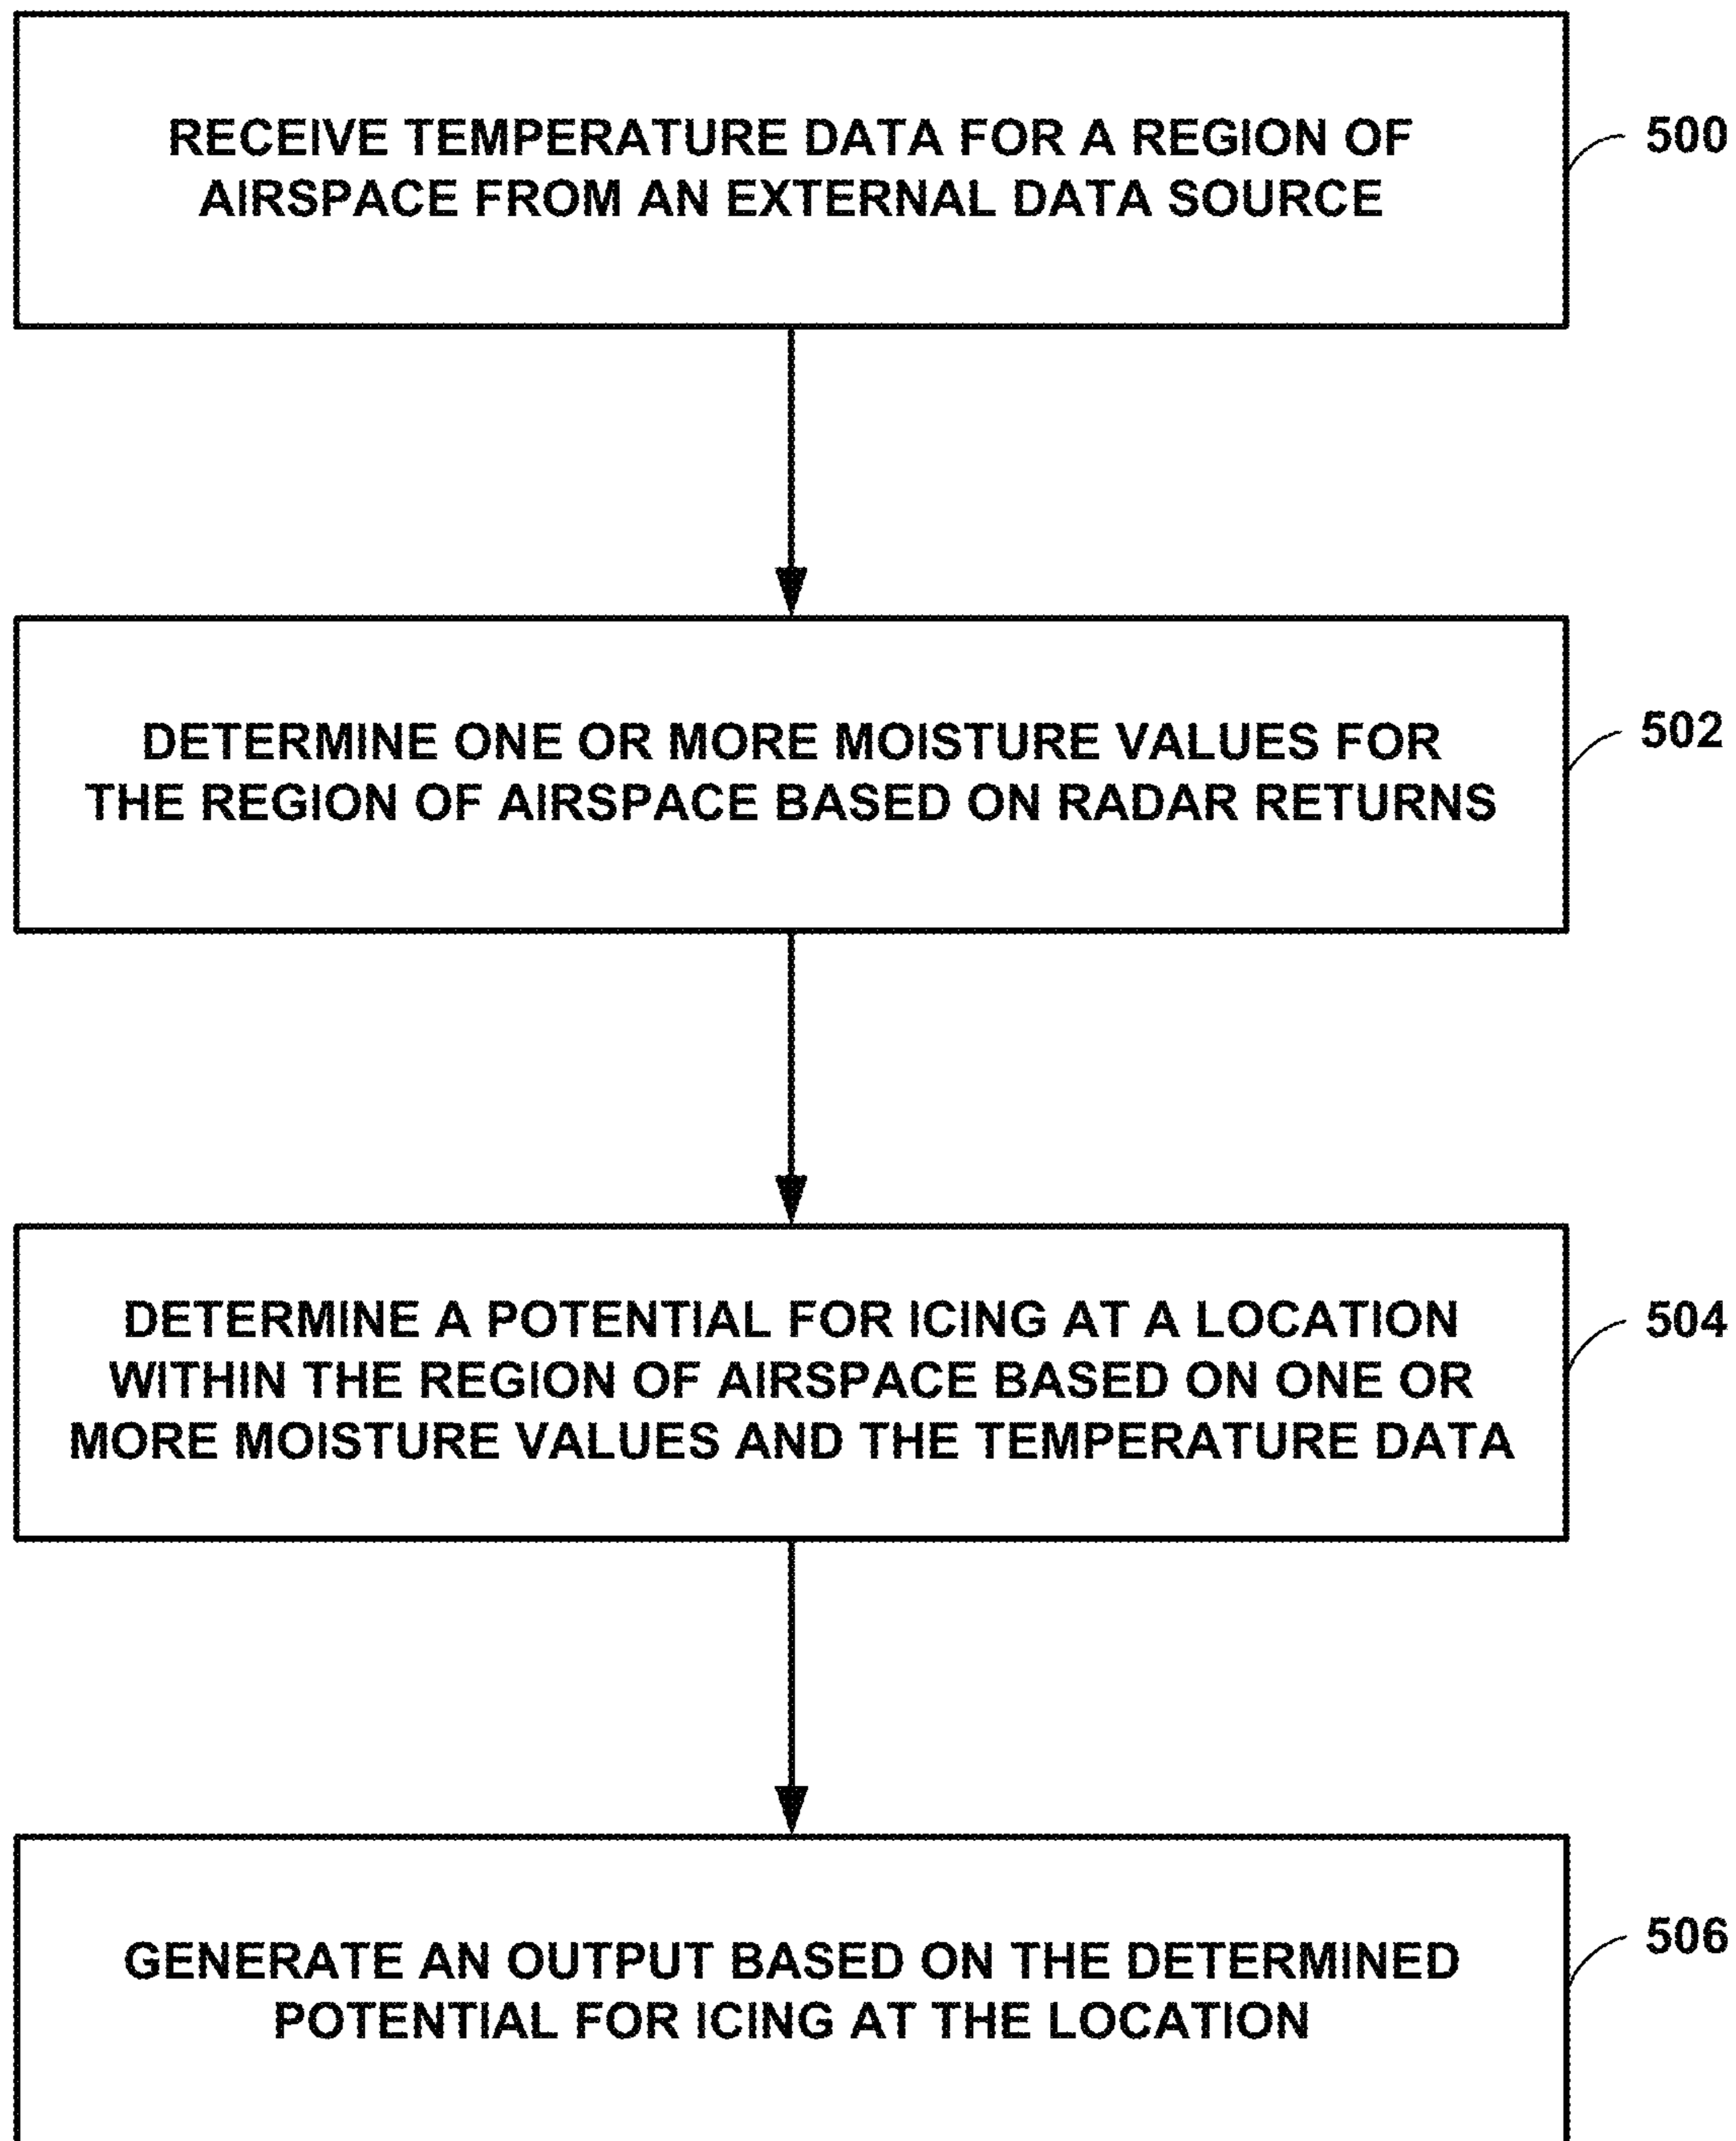 RECEIVE TEMPERATURE DATA FOR A REGION OF
AIRSPACE FROM AN EXTERNAL DATA SOURCE
500
DETERMINE ONE OR MORE MOISTURE VALUES FOR
THE REGION OF AIRSPACE BASED ON RADAR RETURNS
502
DETERMINE A POTENTIAL FOR ICING AT A LOCATION
WITHIN THE REGION OF AIRSPACE BASED ON ONE OR
MORE MOISTURE VALUES AND THE TEMPERATURE DATA
504
GENERATE AN OUTPUT BASED ON THE DETERMINED
POTENTIAL FOR ICING AT THE LOCATION
506